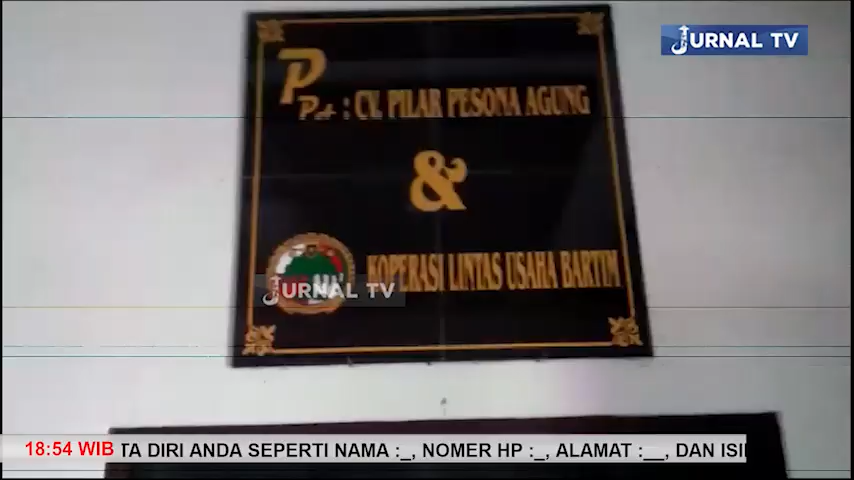 JURNAL TV
P
: CV. PILAR PESONA AGUNG
&
KOPERASI LINTAS USAHA BARTIM
JURNAL TV
18:54 WIB TA DIRI ANDA SEPERTI NAMA :_, NOMER HP :_, ALAMAT :__, DAN ISI